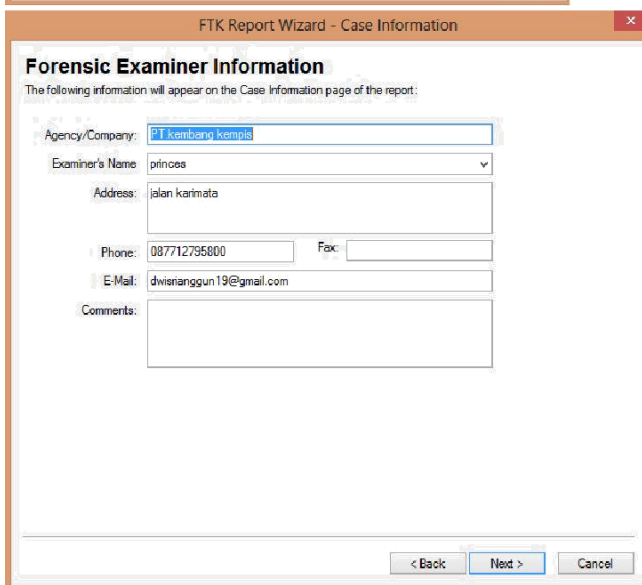 FTK Report Wizard - Case Information
Forensic Examiner Information
The following information will appear on the Case Information page of the report:
Agency/Company: PT.kembang kempis
Examiner's Name princes
Address: jalan karimata
Phone: 087712795800 Fax:
E-Mail: dwisrianggun19@gmail.com
Comments:
< Back Next > Cancel